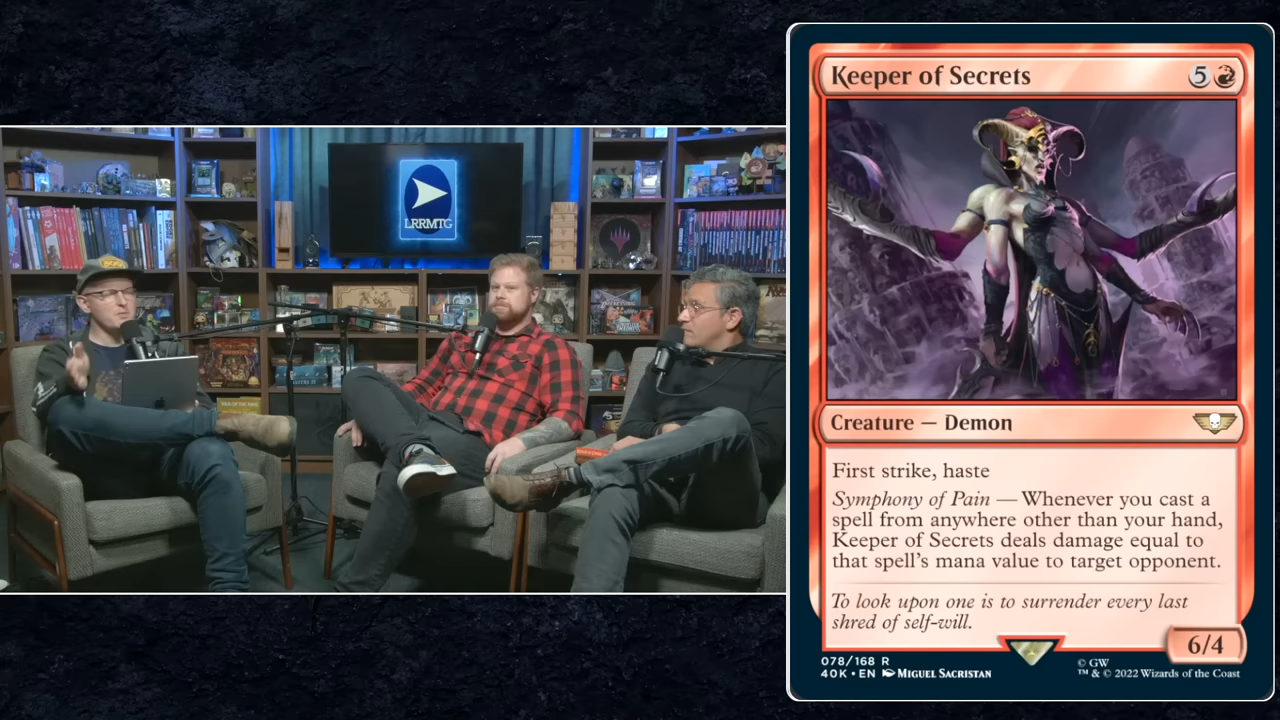 LRRMTG
Keeper of Secrets
5
Creature — Demon
First strike, haste
Symphony of Pain — Whenever you cast a
spell from anywhere other than your hand,
Keeper of Secrets deals damage equal to
that spell's mana value to target opponent.
To look upon one is to surrender every last
shred of self-will.
6/4
078/168 R
40K • EN Miguel Sacristan
© GW
™ & © 2022 Wizards of the Coast